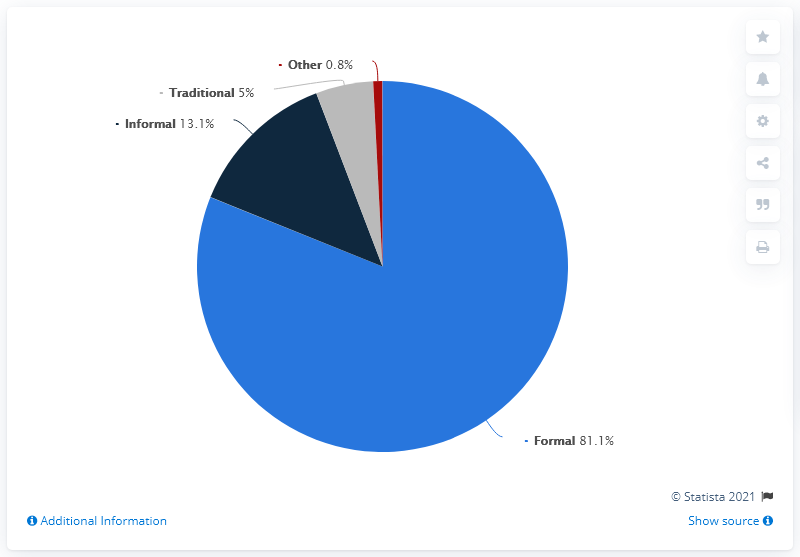 Other 0.8%
Traditional 5%
Informal 13.1%
Formal 81.1%
© Statista 2021
Additional Information
Show source